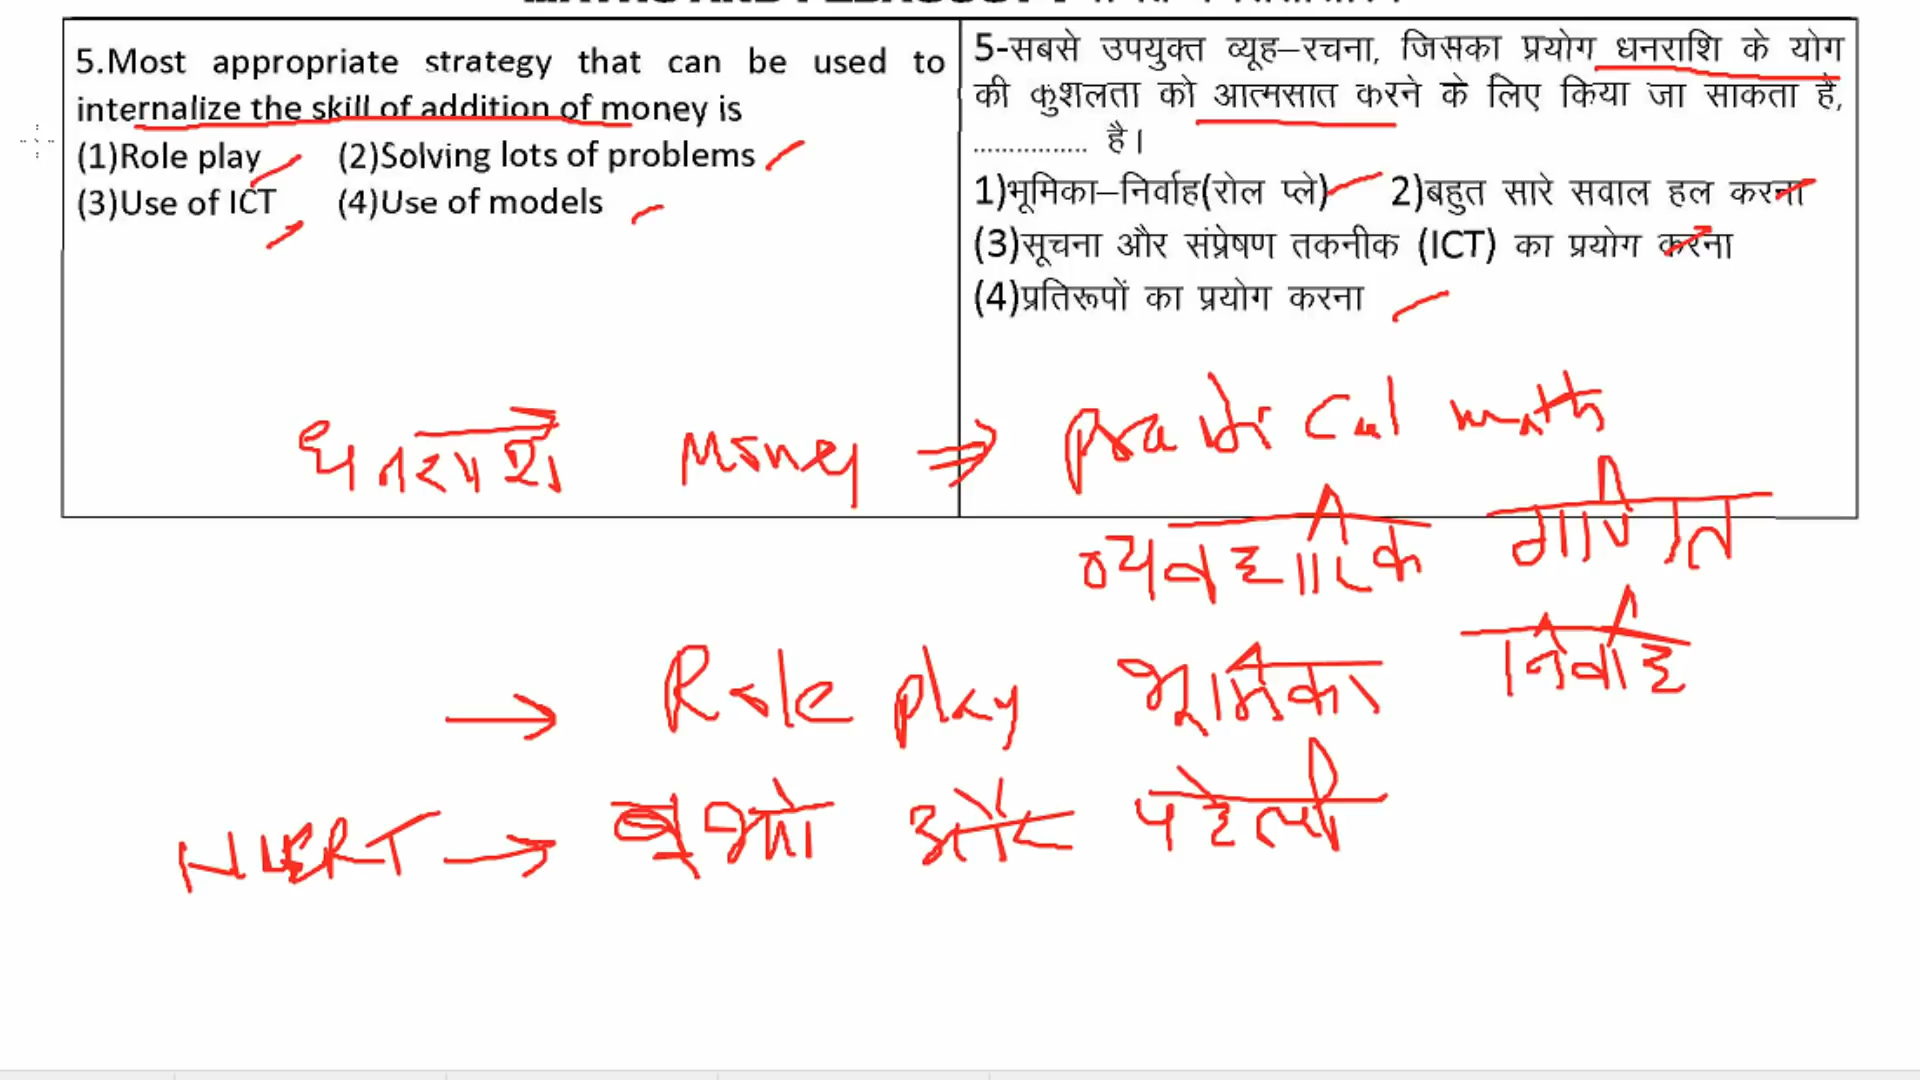 5.Most appropriate strategy that can be used to
internalize the skill of addition of money is
(1)Role play (2)Solving lots of problems
(3)Use of ICT (4)Use of models
5-सबसे उपयुक्त व्यूह–रचना, जिसका प्रयोग धनराशि के योग
की कुशलता को आत्मसात करने के लिए किया जा साकता है,
................ है।
1)भूमिका–निर्वाह(रोल प्ले) 2)बहुत सारे सवाल हल करना
(3)सूचना और संप्रेषण तकनीक (ICT) का प्रयोग करना
(4)प्रतिरूपों का प्रयोग करना
Money ⇒ practical math
गणित
→ Role play भूमिका निर्वाह
NCERT → और पहेली